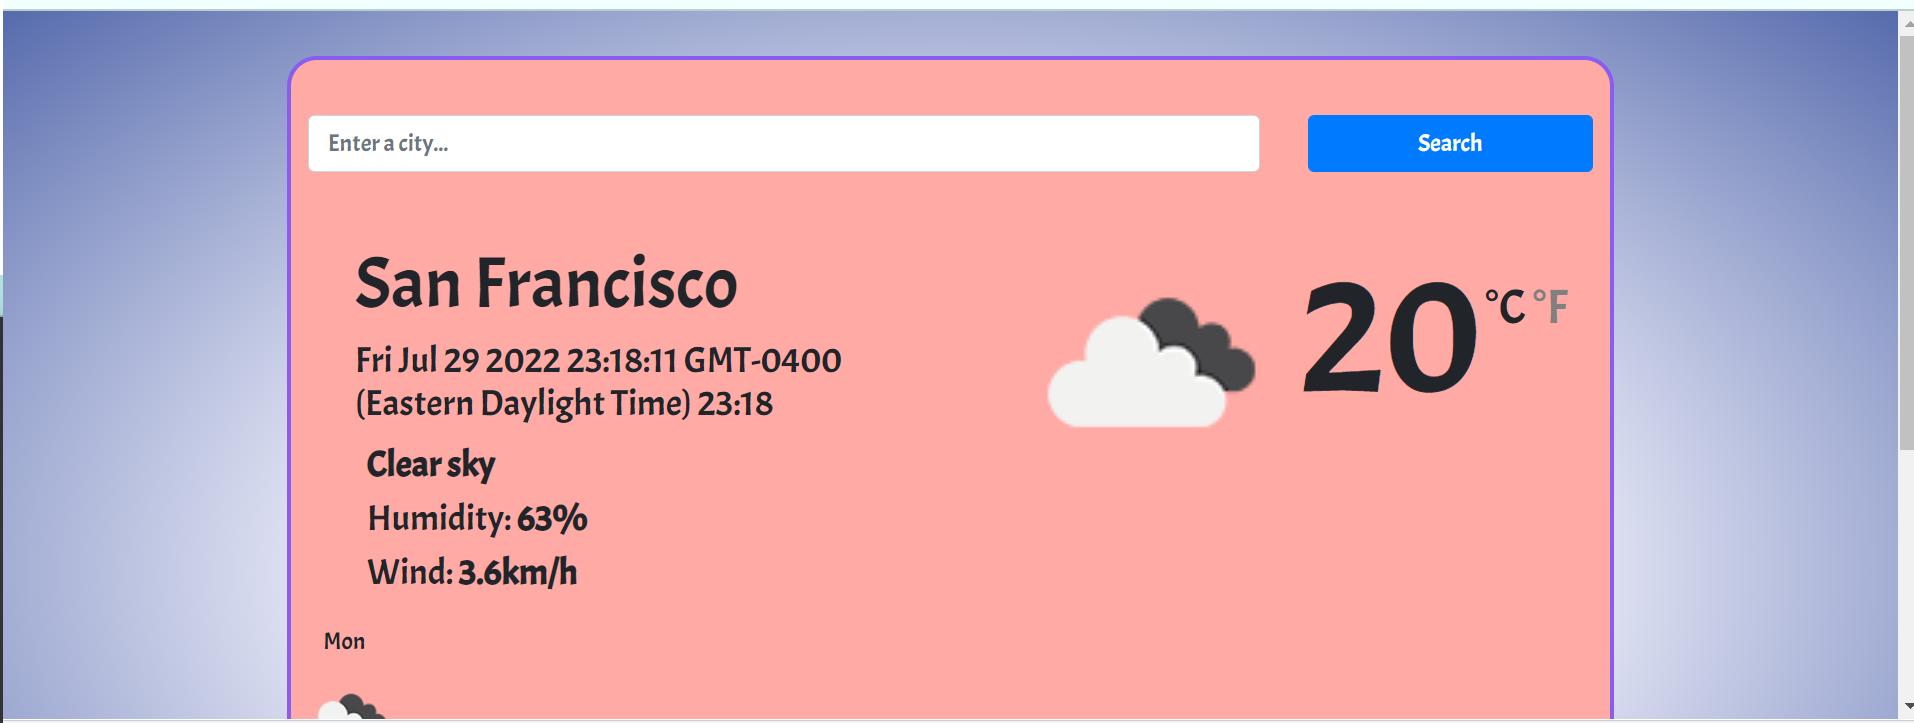 Enter a city...
Search
San Francisco
20 °C °F
Fri Jul 29 2022 23:18:11 GMT-0400
(Eastern Daylight Time) 23:18
Clear sky
Humidity: 63%
Wind: 3.6km/h
Mon